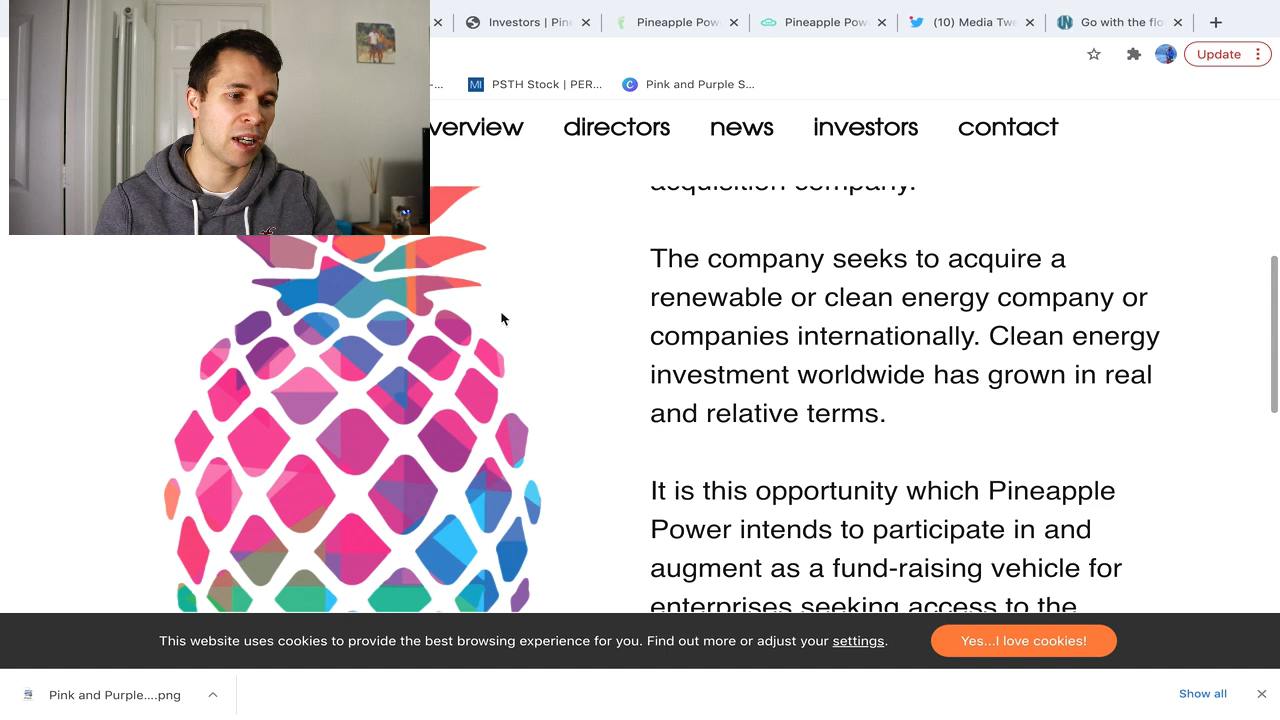 Investors | Pin
Pineapple Pow
Pineapple Pow
(10) Media Twe
Go with the flo
Update
PSTH Stock | PER...
Pink and Purple S...
verview
directors
news
investors
contact
acquisition company.
The company seeks to acquire a
renewable or clean energy company or
companies internationally. Clean energy
investment worldwide has grown in real
and relative terms.
It is this opportunity which Pineapple
Power intends to participate in and
augment as a fund-raising vehicle for
enterprises seeking access to the
This website uses cookies to provide the best browsing experience for you. Find out more or adjust your settings.
Yes...I love cookies!
Pink and Purple....png
Show all